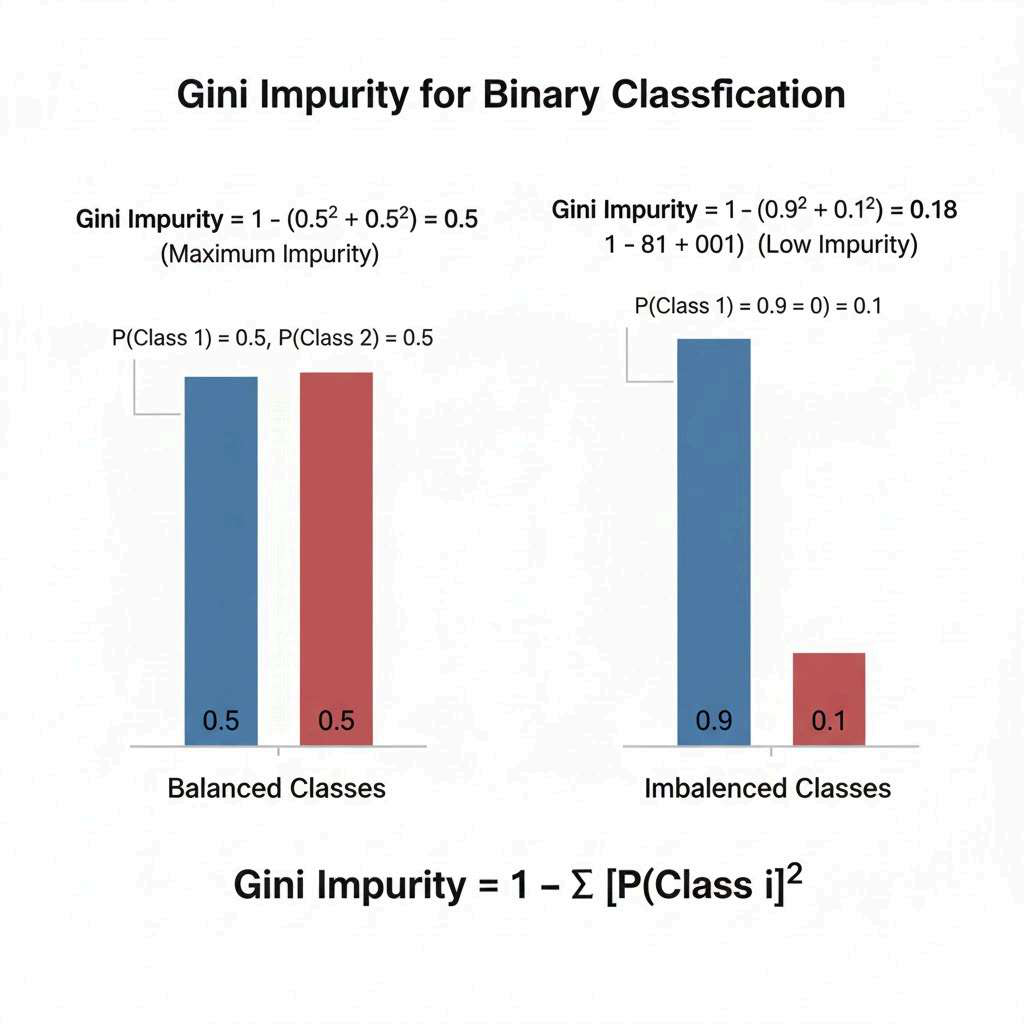 Gini Impurity for Binary Classfication
Gini Impurity = 1 - (0.5² + 0.5²) = 0.5
(Maximum Impurity)
P(Class 1) = 0.5, P(Class 2) = 0.5
0.5
0.5
Balanced Classes
Gini Impurity = 1 - (0.9² + 0.1²) = 0.18
1 - 81 + 001) (Low Impurity)
P(Class 1) = 0.9 = 0) = 0.1
0.9
0.1
Imbalenced Classes
Gini Impurity = 1 – Σ [P(Class i]²